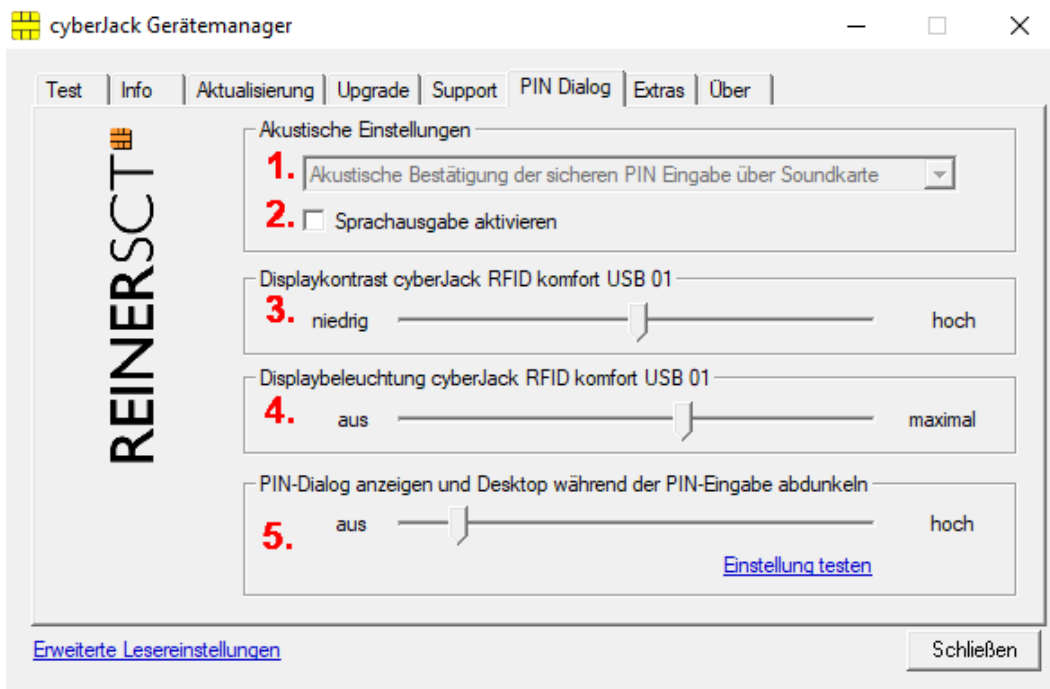 cyberJack Gerätemanager
Test Info Aktualisierung Upgrade Support PIN Dialog Extras Über
REINERSCT
Akustische Einstellungen
1. Akustische Bestätigung der sicheren PIN Eingabe über Soundkarte
2. Sprachausgabe aktivieren
Displaykontrast cyberJack RFID komfort USB 01
3. niedrig hoch
Displaybeleuchtung cyberJack RFID komfort USB 01
4. aus maximal
PIN-Dialog anzeigen und Desktop während der PIN-Eingabe abdunkeln
5. aus hoch
Einstellung testen
Erweiterte Lesereinstellungen Schließen